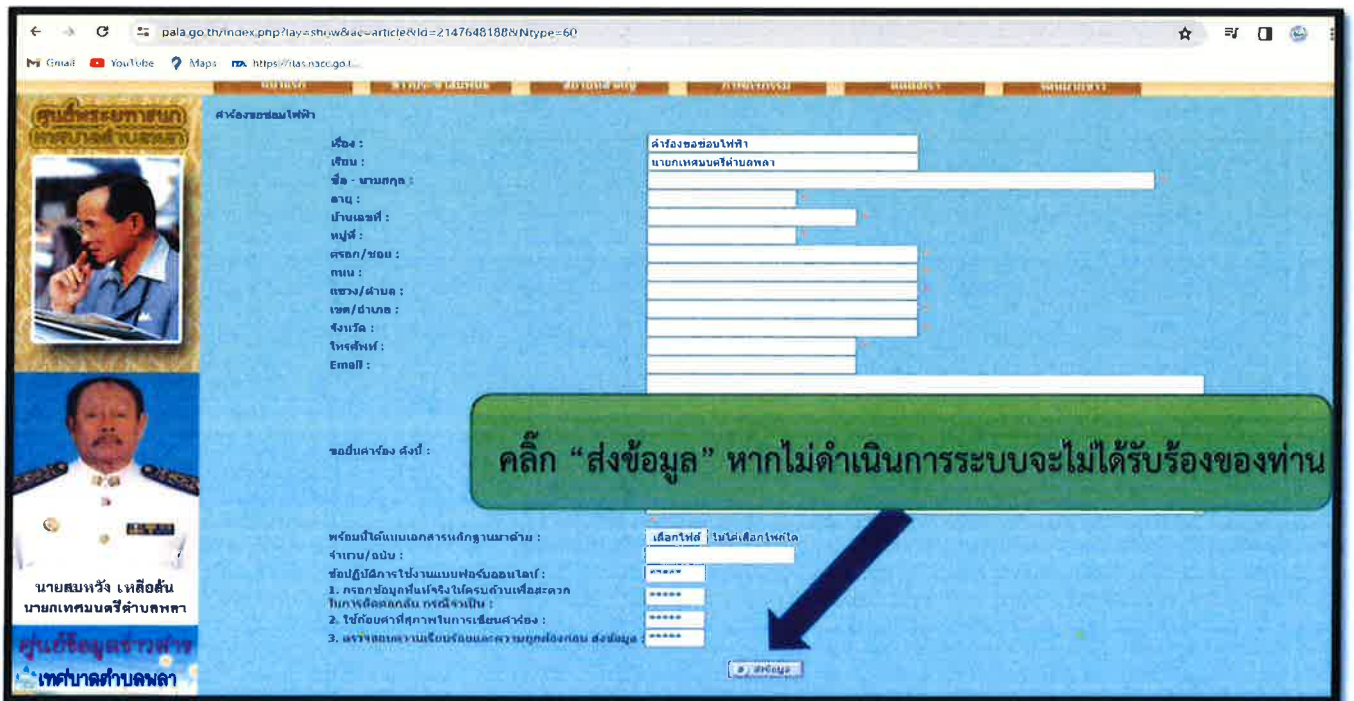 pala.go.th/index.php?lay=show&ac=article&Id=2147648188&Ntype=60
Gmail YouTube Maps https://itas.nacc.go.t...
คำร้องขอซ่อมไฟฟ้า
เรื่อง : คำร้องขอซ่อมไฟฟ้า
เรียน : นายกเทศมนตรีตำบลพลา
ชื่อ - นามสกุล : *
อายุ : *
บ้านเลขที่ : *
หมู่ที่ : *
ตรอก/ซอย : *
ถนน : *
แขวง/ตำบล : *
เขต/อำเภอ : *
จังหวัด : *
โทรศัพท์ : *
Email :
ขอยื่นคำร้อง ดังนี้ :
คลิ๊ก “ส่งข้อมูล” หากไม่ดำเนินการระบบจะไม่ได้รับร้องของท่าน
พร้อมนี้ได้แนบเอกสารหลักฐานมาด้วย : เลือกไฟล์ ไม่ได้เลือกไฟล์ใด
จำนวน/ฉบับ :
ข้อปฏิบัติการใช้งานแบบฟอร์มออนไลน์ : *****
1. กรอกข้อมูลที่แท้จริงให้ครบถ้วนเพื่อสะดวก
ในการติดต่อกลับ กรณีจำเป็น : *****
2. ใช้ถ้อยคำที่สุภาพในการเขียนคำร้อง : *****
3. ตรวจสอบความเรียบร้อยและความถูกต้องก่อน ส่งข้อมูล : *****
ส่งข้อมูล
นายสมหวัง เหลือล้น
นายกเทศมนตรีตำบลพลา
ศูนย์ข้อมูลข่าวสาร
เทศบาลตำบลพลา